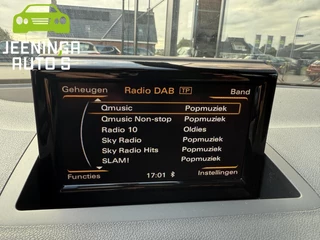 JEENINGA
AUTO'S
Geheugen Radio DAB TP Band
Qmusic Popmuziek
Qmusic Non-stop Popmuziek
Radio 10 Oldies
Sky Radio Popmuziek
Sky Radio Hits Popmuziek
SLAM! Popmuziek
Functies 17:01 Instellingen